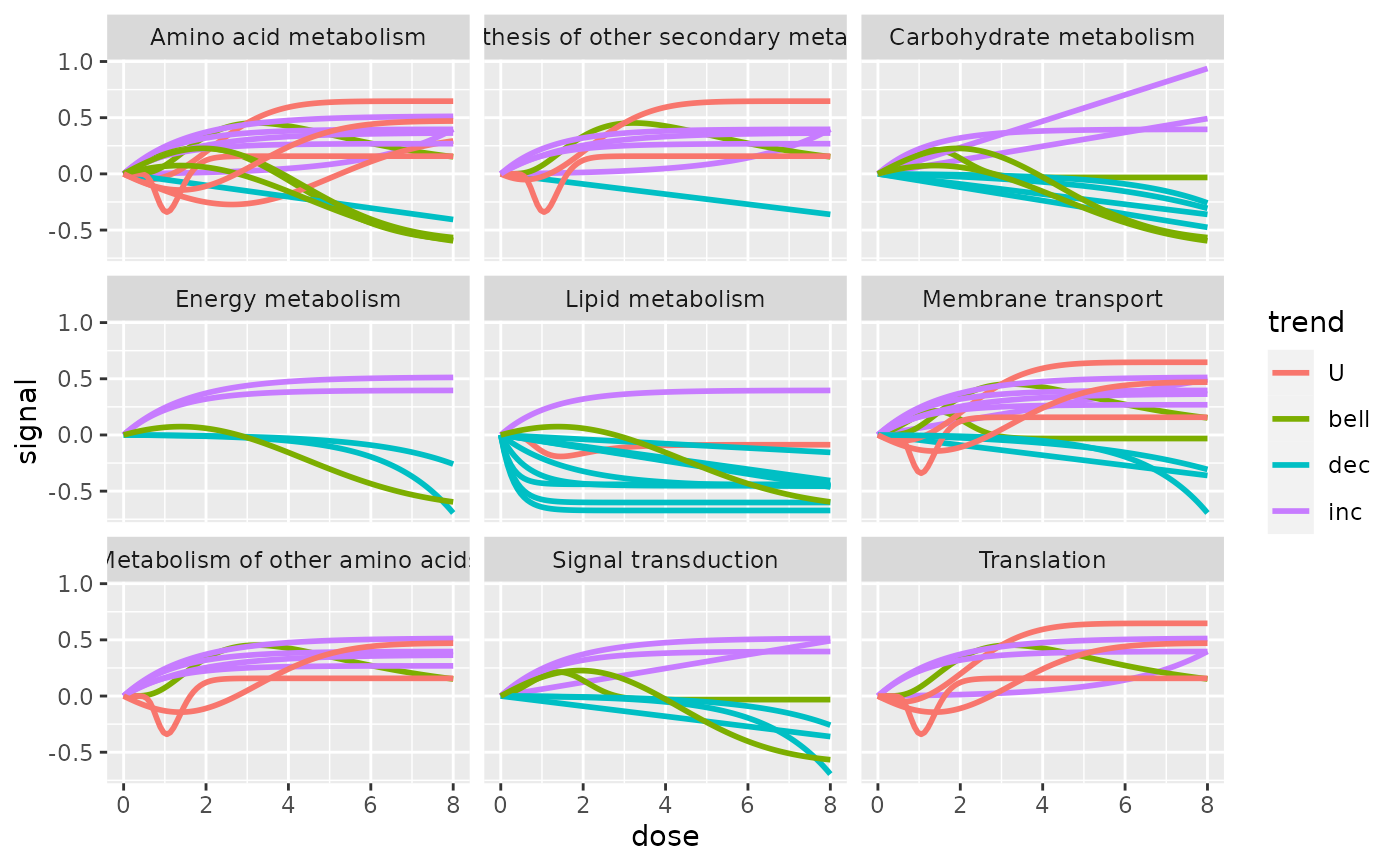 Amino acid metabolism
thesis of other secondary meta
Carbohydrate metabolism
1.0
0.5
0.0
-0.5
Energy metabolism
Lipid metabolism
Membrane transport
1.0
0.5
0.0
-0.5
Metabolism of other amino acids
Signal transduction
Translation
1.0
0.5
0.0
-0.5
0 2 4 6 8
0 2 4 6 8
0 2 4 6 8
dose
signal
trend
U
bell
dec
inc